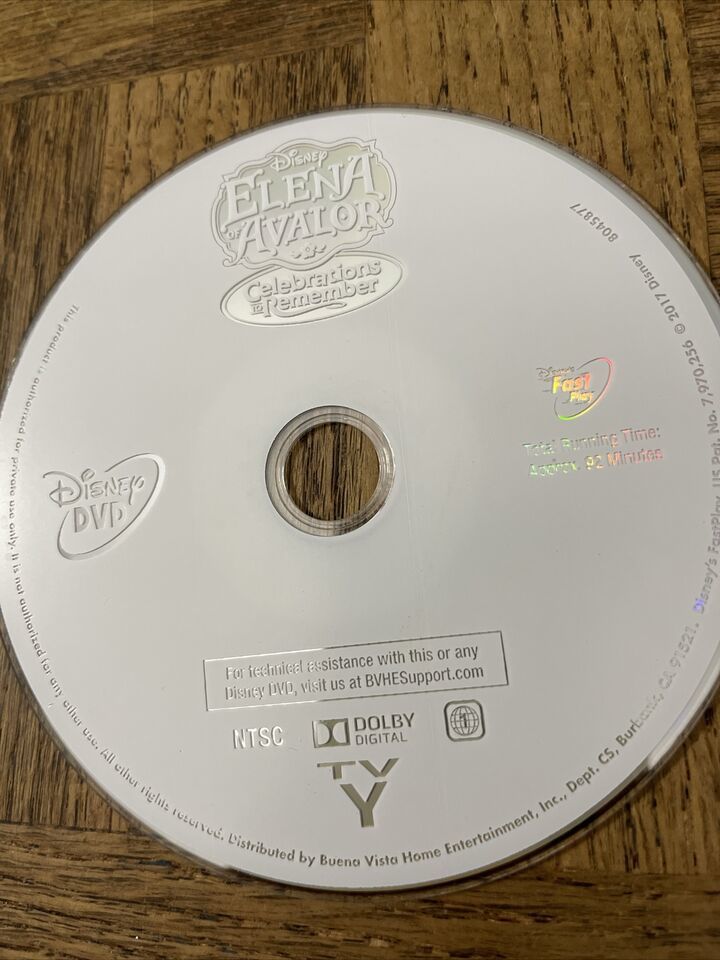 Disney
ELENA
OF AVALOR
Celebrations
to Remember
8045877
Disney's
Fast
Play
Total Running Time:
Approx. 92 Minutes
Disney
DVD
For technical assistance with this or any
Disney DVD, visit us at BVHESupport.com
NTSC
DOLBY
DIGITAL
1
TV
Y
This product is authorized for private use only. It is not authorized for any other use. All other rights reserved. Distributed by Buena Vista Home Entertainment, Inc., Dept. CS, Burbank, CA 91521. Disney's FastPlay US Pat. No. 7,970,256 © 2017 Disney